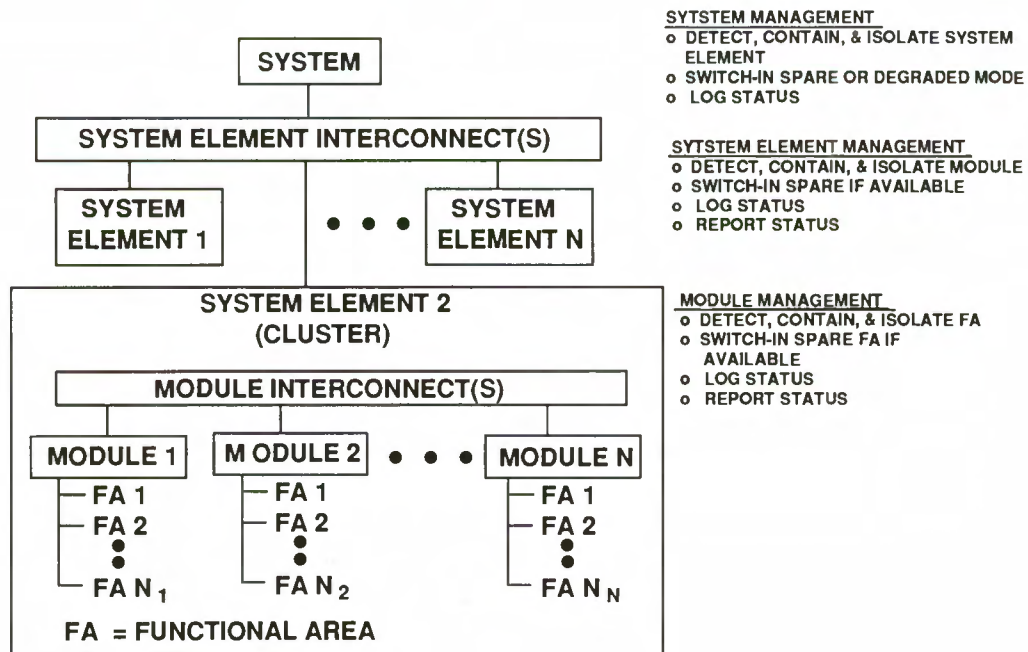 SYSTEM
SYSTEM ELEMENT INTERCONNECT(S)
SYSTEM
ELEMENT 1
SYSTEM
ELEMENT N
SYSTEM ELEMENT 2
(CLUSTER)
MODULE INTERCONNECT(S)
MODULE 1
M ODULE 2
MODULE N
FA 1
FA 2
FA N1
FA 1
FA 2
FA N2
FA 1
FA 2
FA NN
FA = FUNCTIONAL AREA
SYTSTEM MANAGEMENT
o DETECT, CONTAIN, & ISOLATE SYSTEM
ELEMENT
o SWITCH-IN SPARE OR DEGRADED MODE
o LOG STATUS
SYTSTEM ELEMENT MANAGEMENT
o DETECT, CONTAIN, & ISOLATE MODULE
o SWITCH-IN SPARE IF AVAILABLE
o LOG STATUS
o REPORT STATUS
MODULE MANAGEMENT
o DETECT, CONTAIN, & ISOLATE FA
o SWITCH-IN SPARE FA IF
AVAILABLE
o LOG STATUS
o REPORT STATUS